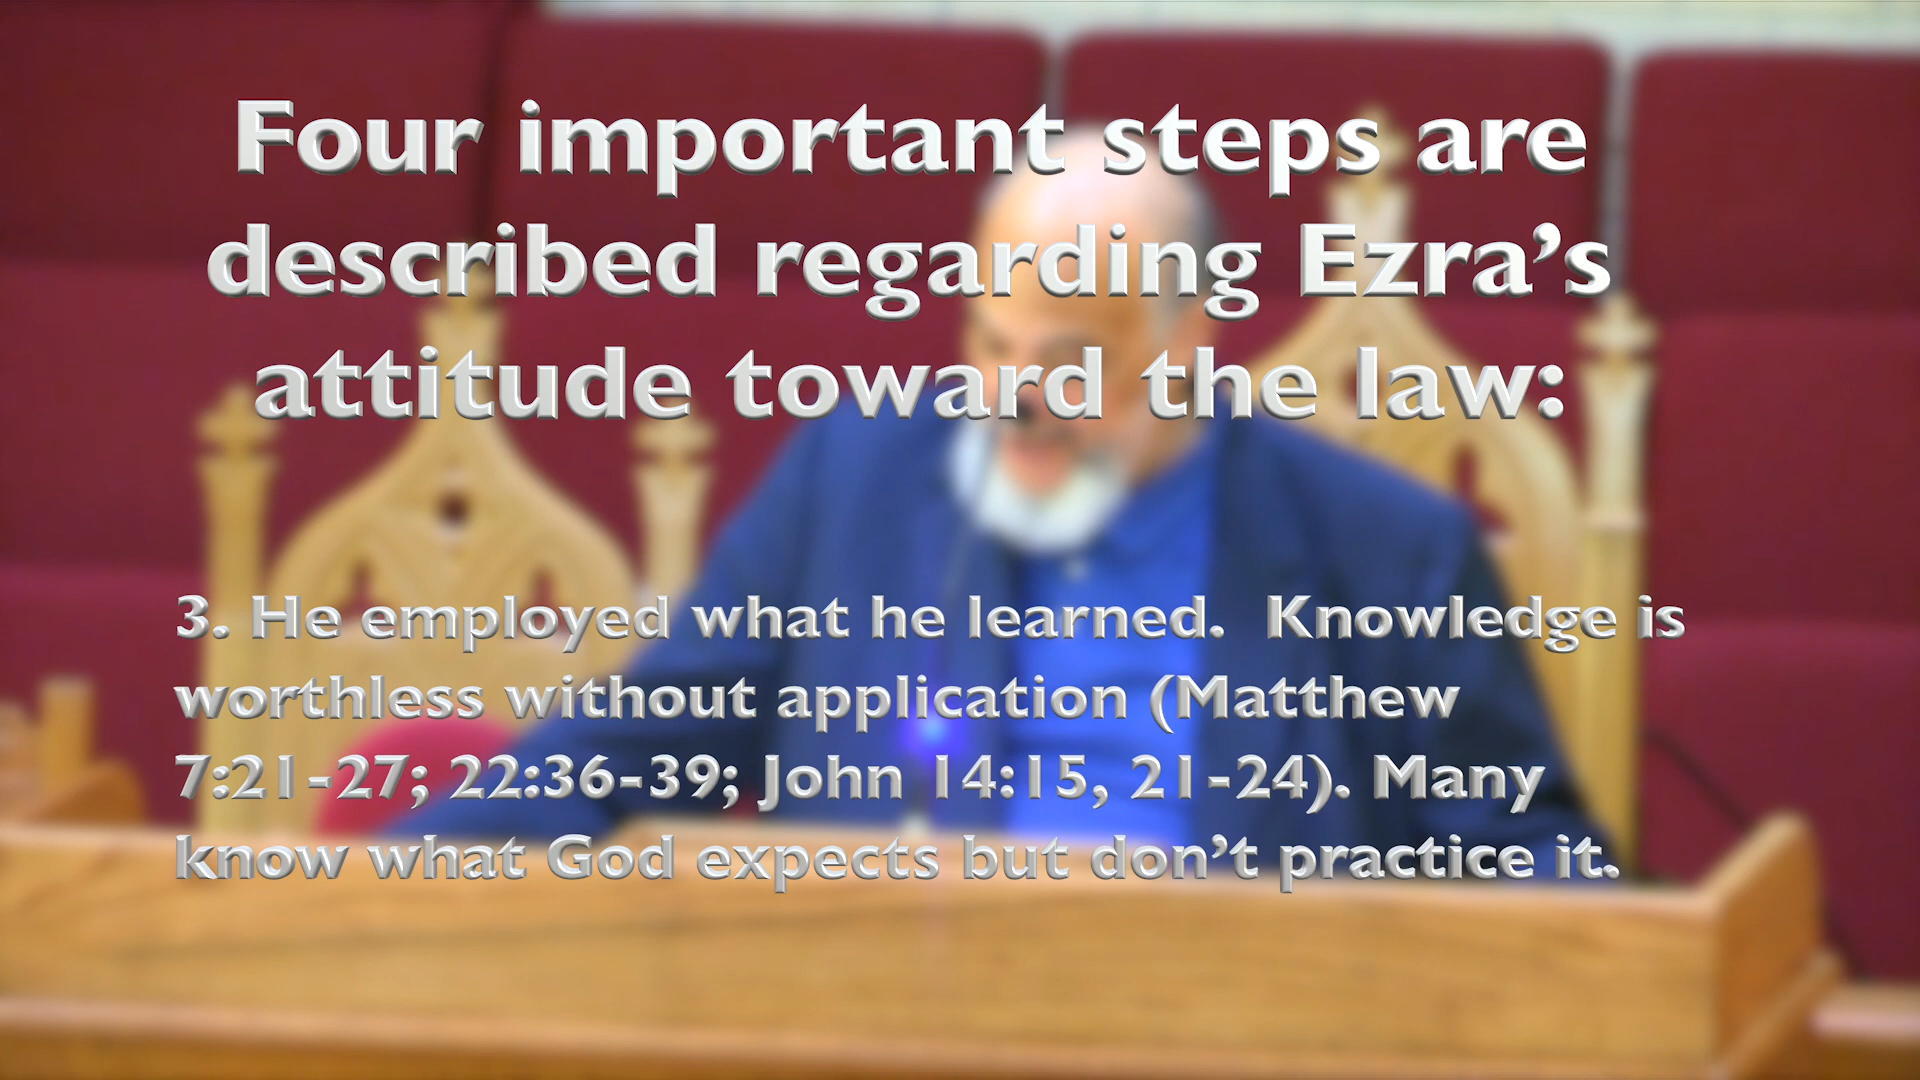 Four important steps are
described regarding Ezra’s
attitude toward the law:
3. He employed what he learned.  Knowledge is
worthless without application (Matthew
7:21-27; 22:36-39; John 14:15, 21-24). Many
know what God expects but don’t practice it.